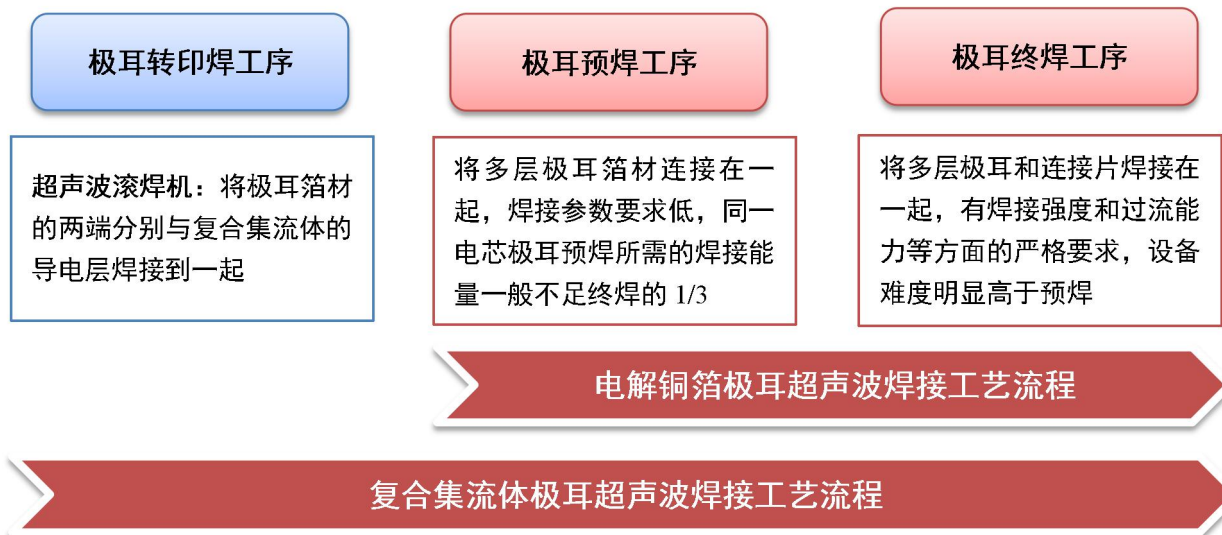 极耳转印焊工序
极耳预焊工序
极耳终焊工序
超声波滚焊机：将极耳箔材
的两端分别与复合集流体的
导电层焊接到一起
将多层极耳箔材连接在一
起，焊接参数要求低，同一
电芯极耳预焊所需的焊接能
量一般不足终焊的 1/3
将多层极耳和连接片焊接在
一起，有焊接强度和过流能
力等方面的严格要求，设备
难度明显高于预焊
电解铜箔极耳超声波焊接工艺流程
复合集流体极耳超声波焊接工艺流程